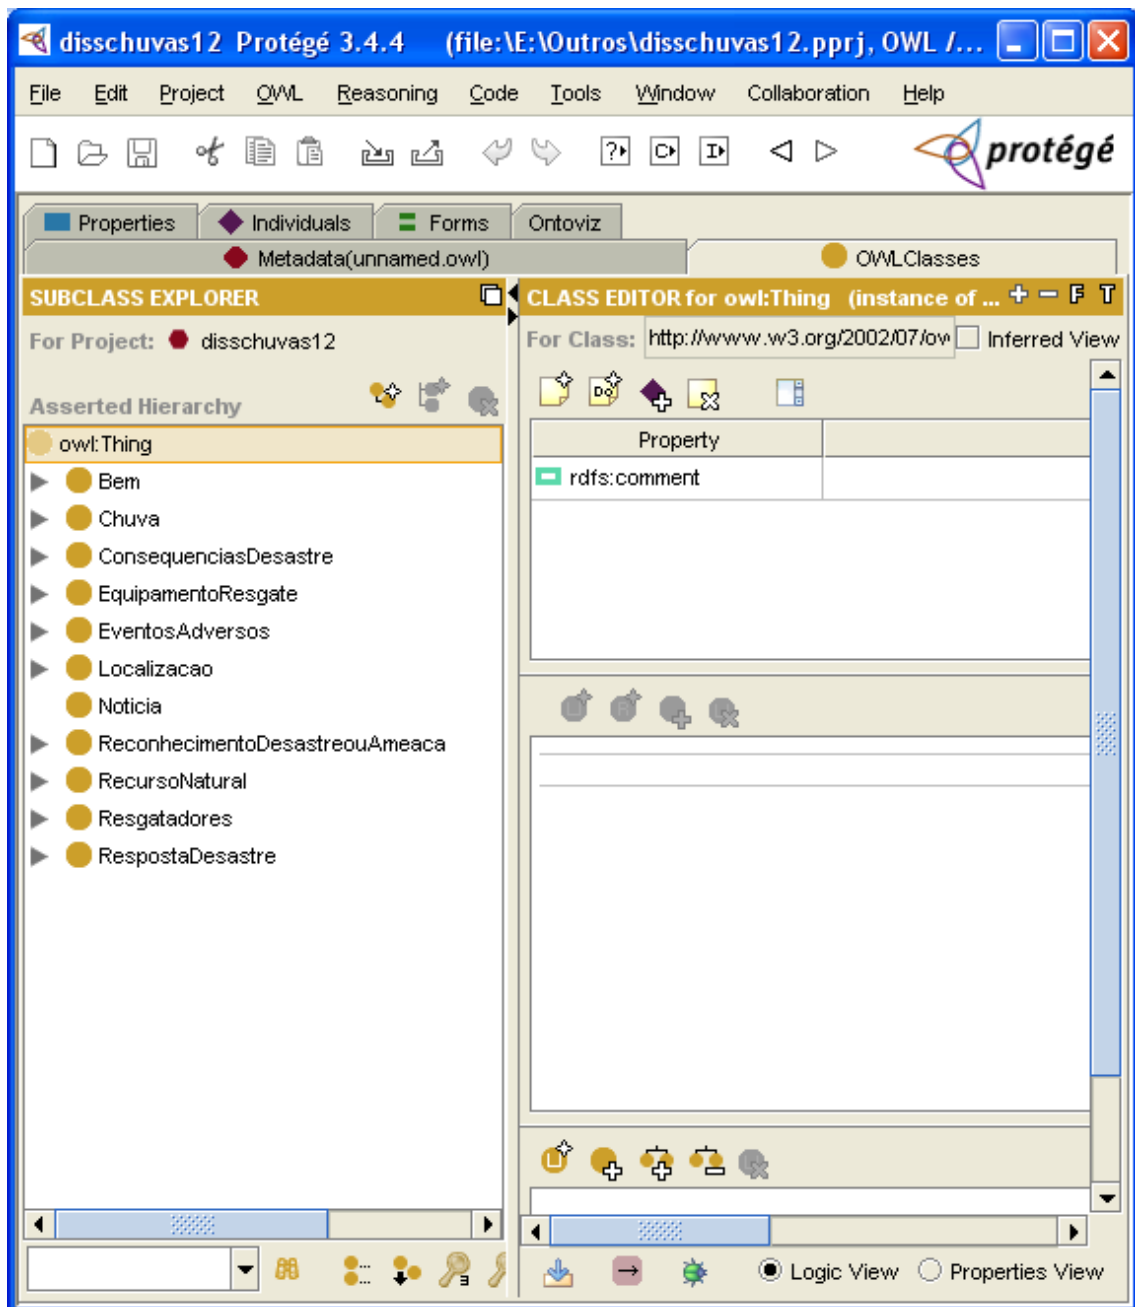 disschuvas12 Protégé 3.4.4 (file:\E:\Outros\disschuvas12.pprj, OWL /...
File Edit Project OWL Reasoning Code Tools Window Collaboration Help
protégé
Properties Individuals Forms Ontoviz
Metadata(unnamed.owl) OWLClasses
SUBCLASS EXPLORER
For Project: disschuvas12
Asserted Hierarchy
owl:Thing
Bem
Chuva
ConsequenciasDesastre
EquipamentoResgate
EventosAdversos
Localizacao
Noticia
ReconhecimentoDesastreouAmeaca
RecursoNatural
Resgatadores
RespostaDesastre
CLASS EDITOR for owl:Thing (instance of ... + − F T
For Class: http://www.w3.org/2002/07/ow Inferred View
Property
rdfs:comment
Logic View Properties View